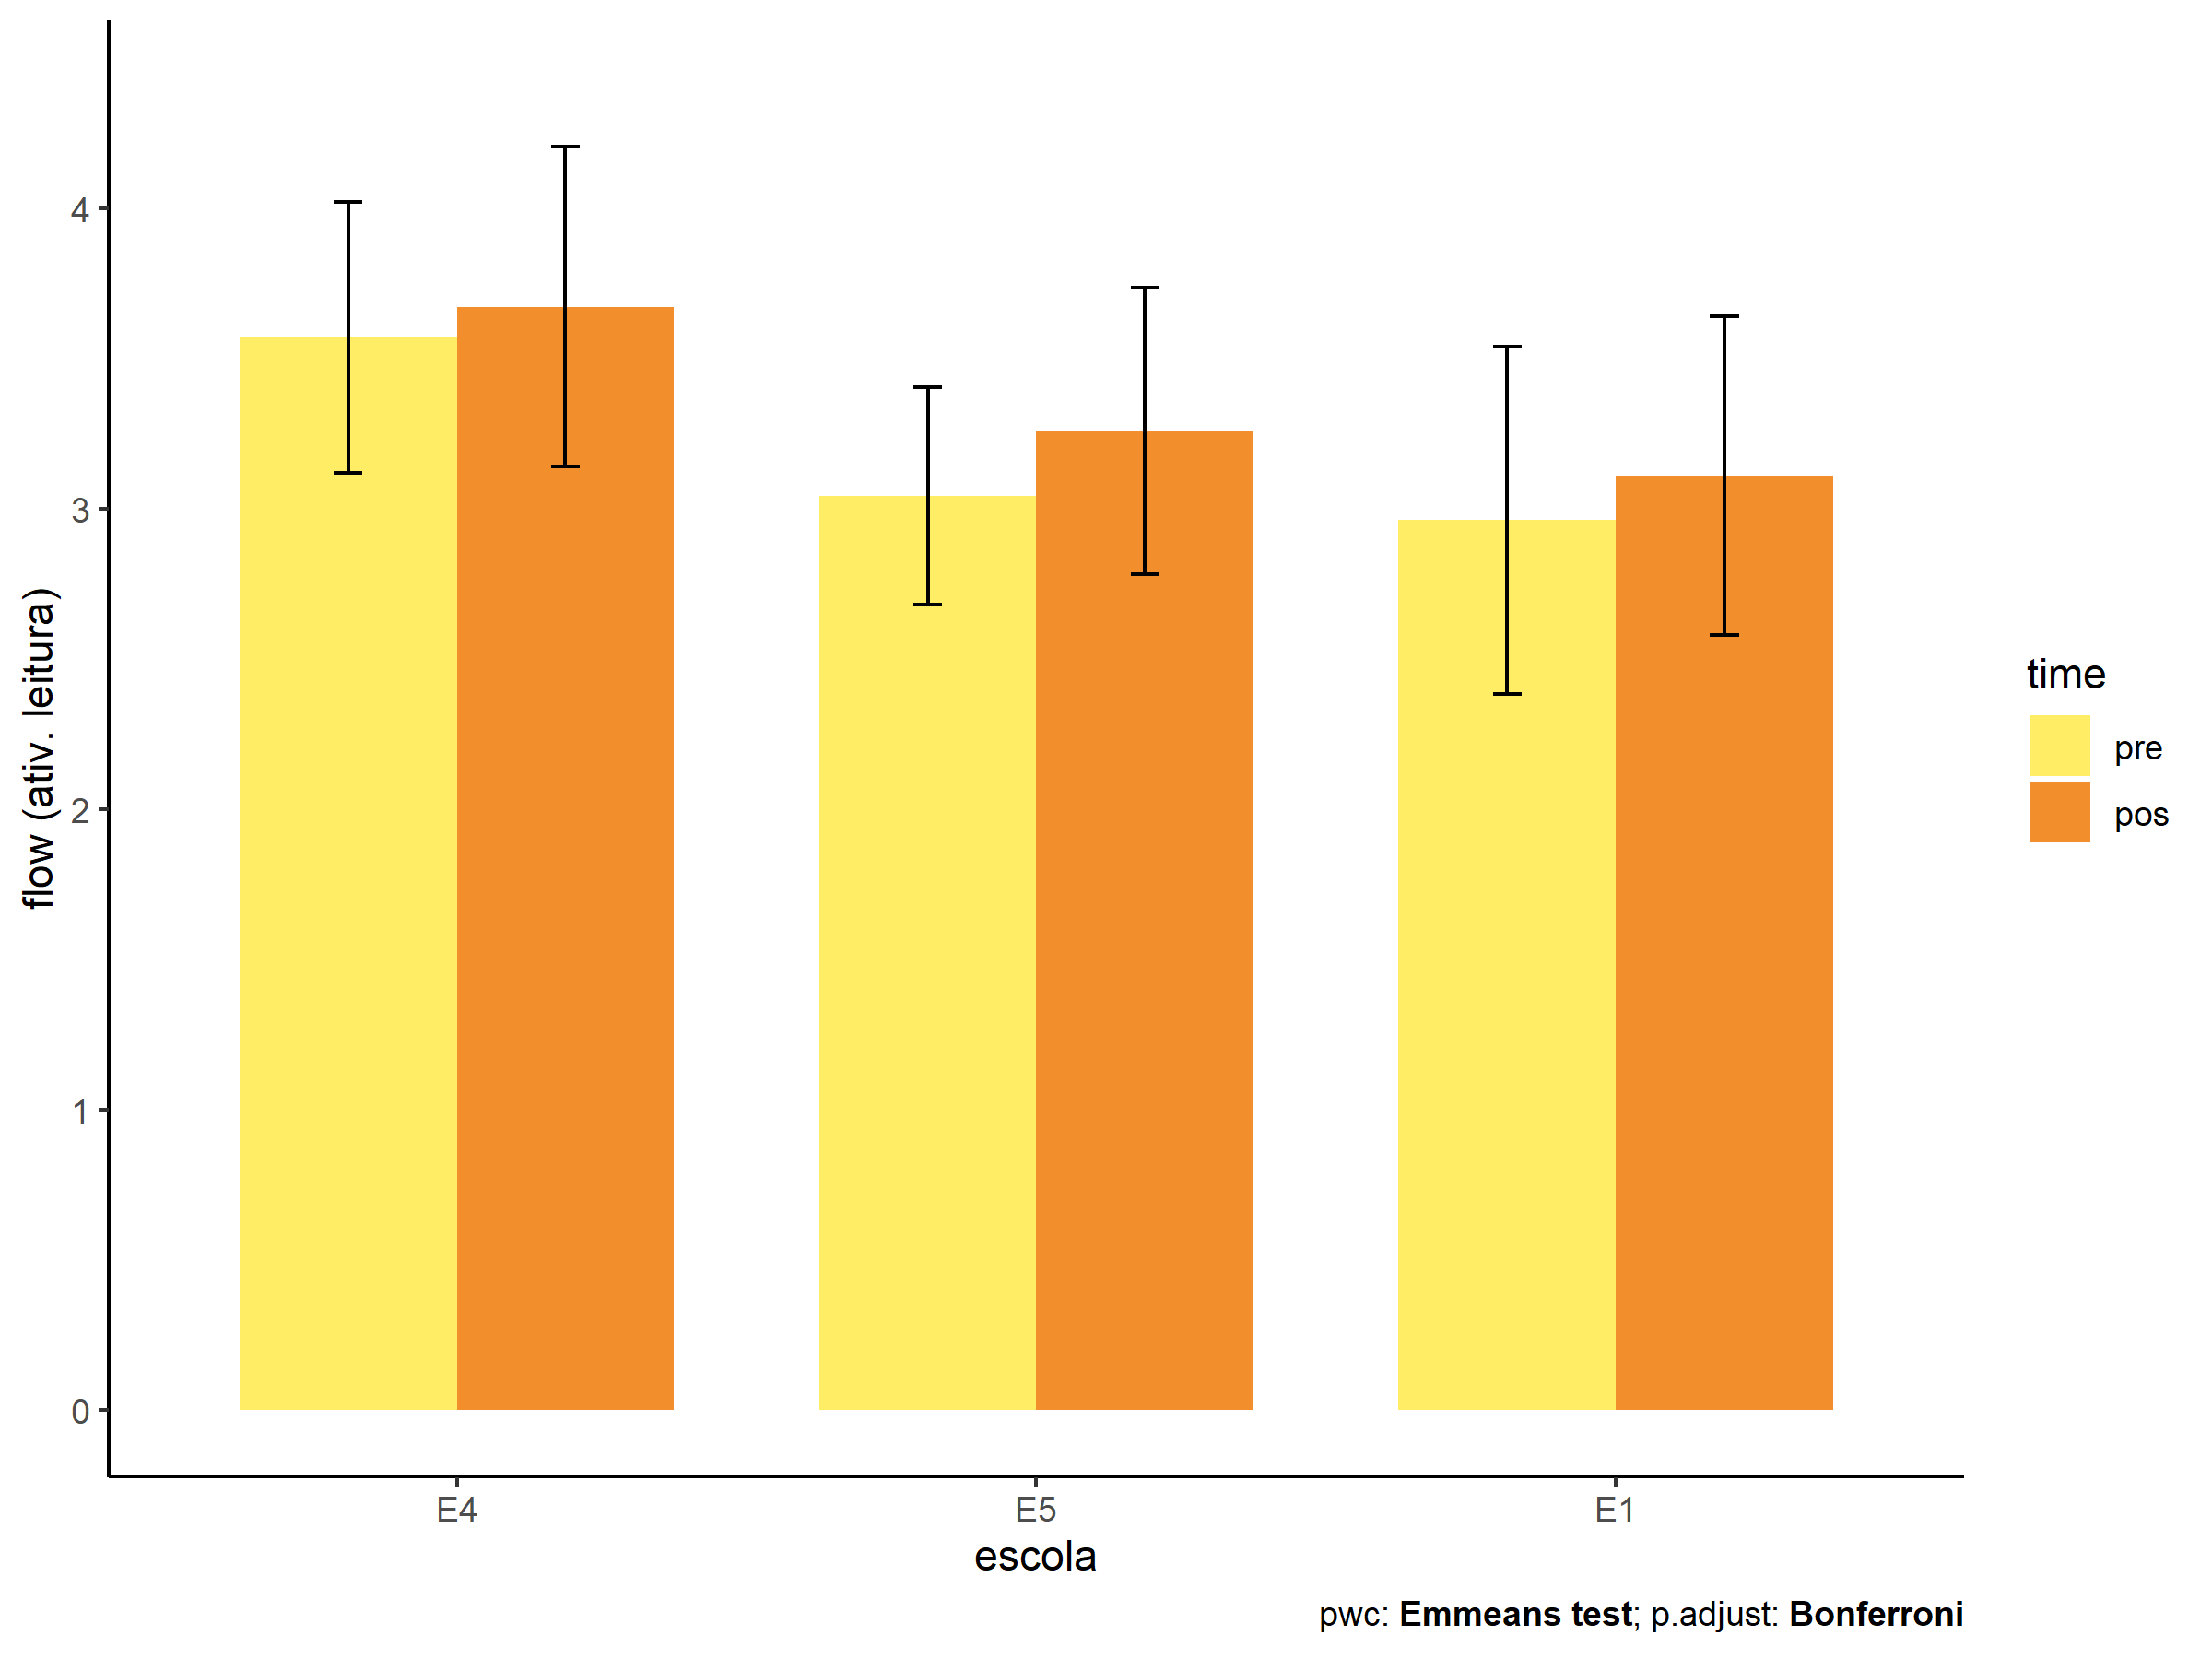 flow (ativ. leitura)
4
3
2
1
0
E4 E5 E1
escola
time
pre
pos
pwc: Emmeans test; p.adjust: Bonferroni